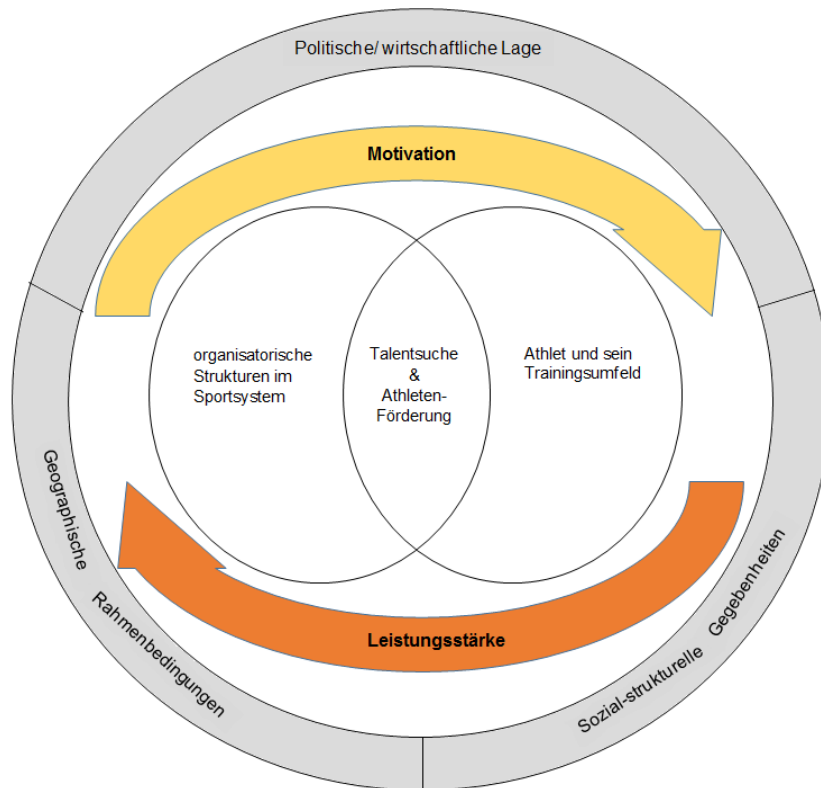 Politische/ wirtschaftliche Lage
Motivation
organisatorische
Strukturen im
Sportsystem
Talentsuche
&
Athleten-
Förderung
Athlet und sein
Trainingsumfeld
Geographische
Rahmenbedingungen
Leistungsstärke
Sozial-strukturelle Gegebenheiten